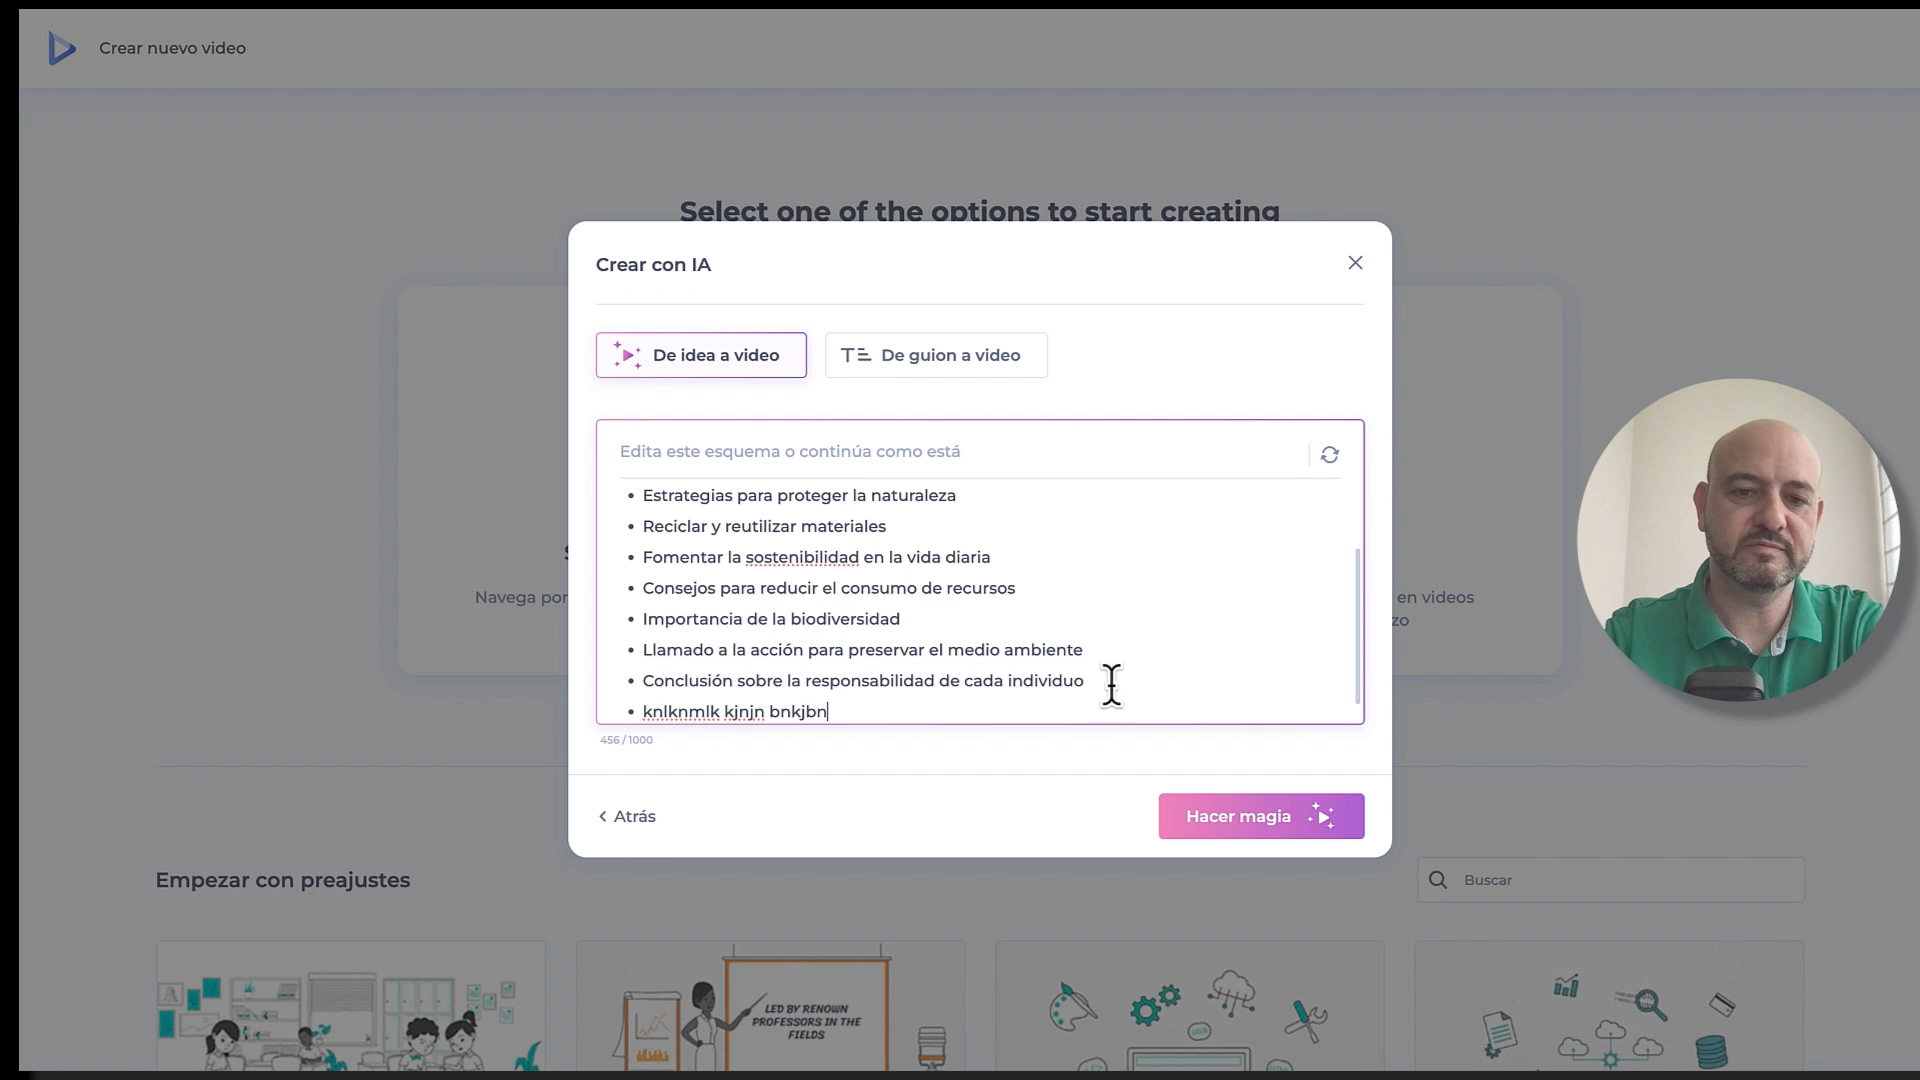 Crear nuevo video
Select one of the options to start creating
Crear con IA
De idea a video
De guion a video
Edita este esquema o continúa como está
• Estrategias para proteger la naturaleza
• Reciclar y reutilizar materiales
• Fomentar la sostenibilidad en la vida diaria
• Consejos para reducir el consumo de recursos
• Importancia de la biodiversidad
• Llamado a la acción para preservar el medio ambiente
• Conclusión sobre la responsabilidad de cada individuo
• knlknmlk kjnjn bnkjbn
456 / 1000
Navega por
en videos
Atrás
Hacer magia
Empezar con preajustes
Buscar
LED BY RENOWN
PROFESSORS IN THE
FIELDS